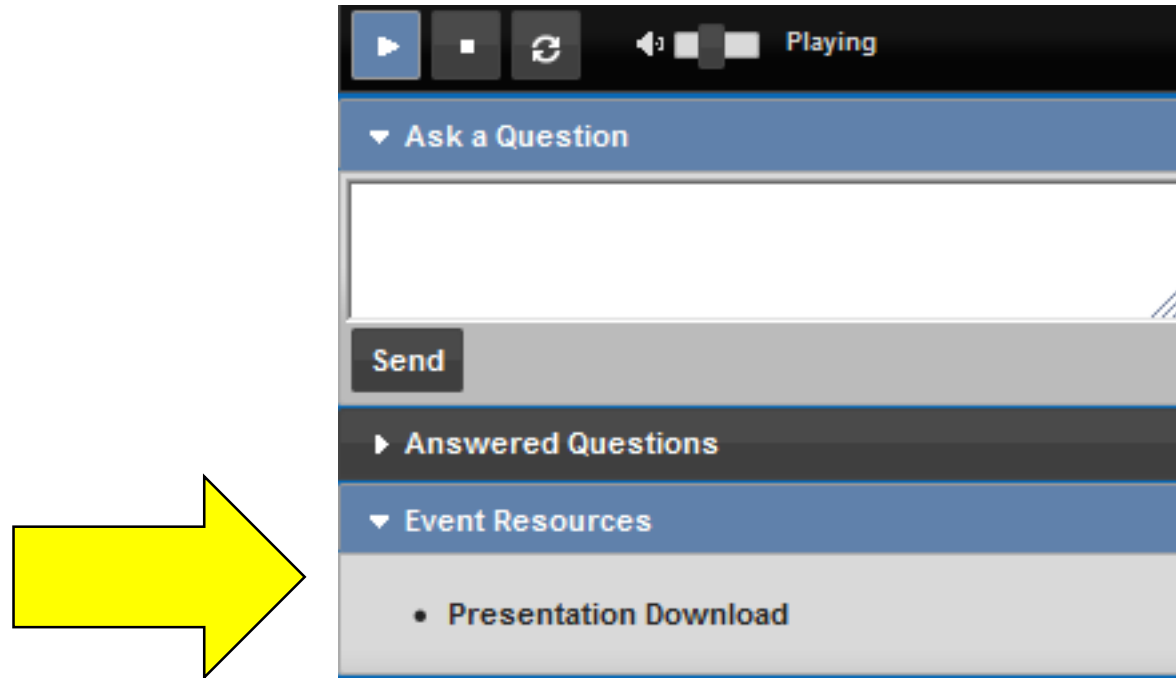 Playing
Ask a Question
Send
Answered Questions
Event Resources
• Presentation Download